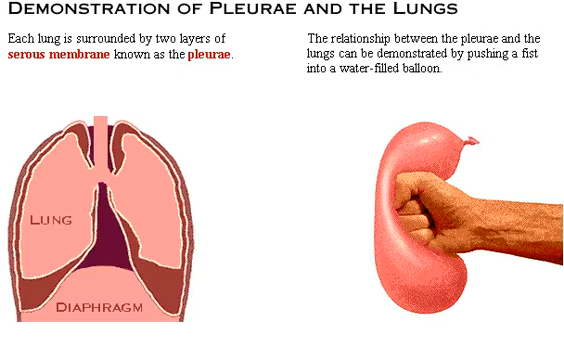 Demonstration of Pleurae and the Lungs
Each lung is surrounded by two layers of
serous membrane known as the pleurae.
The relationship between the pleurae and the
lungs can be demonstrated by pushing a fist
into a water-filled balloon.
Lung
Diaphragm